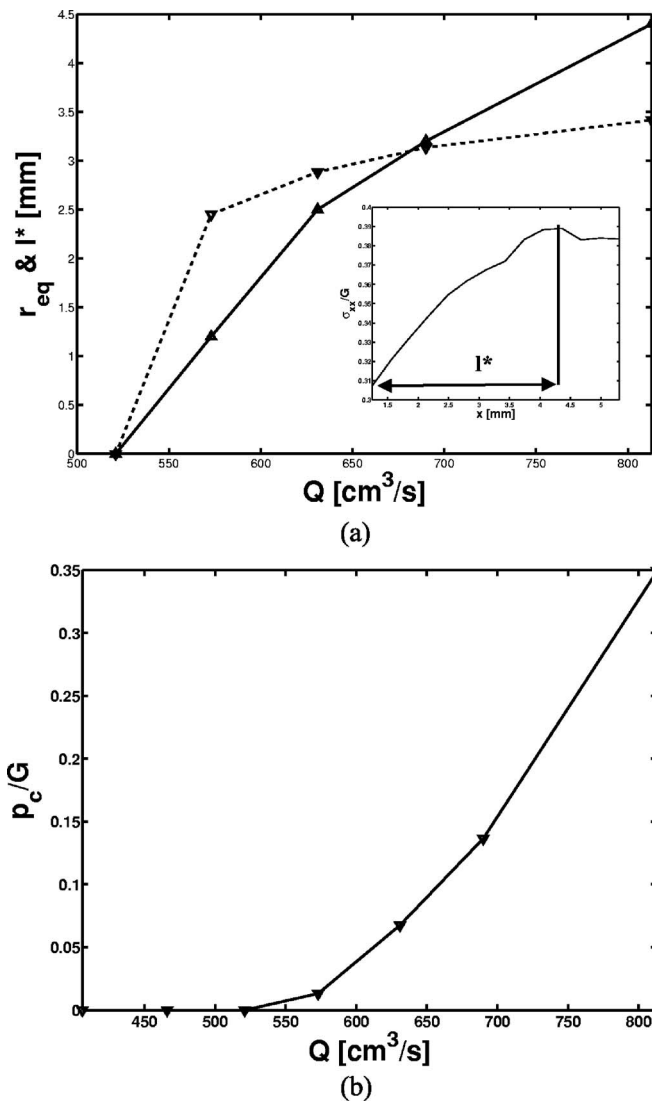 4.5
4
3.5
3
2.5
2
1.5
1
0.5
0
r_eq & l* [mm]
500 550 600 650 700 750 800
Q [cm³/s]
0.4
0.39
0.38
0.37
0.36
0.35
0.34
0.33
0.32
0.31
0.3
σ_xx/G
l*
1.5 2 2.5 3 3.5 4 4.5 5
x [mm]
(a)
0.35
0.3
0.25
0.2
0.15
0.1
0.05
0
p_c/G
450 500 550 600 650 700 750 800
Q [cm³/s]
(b)